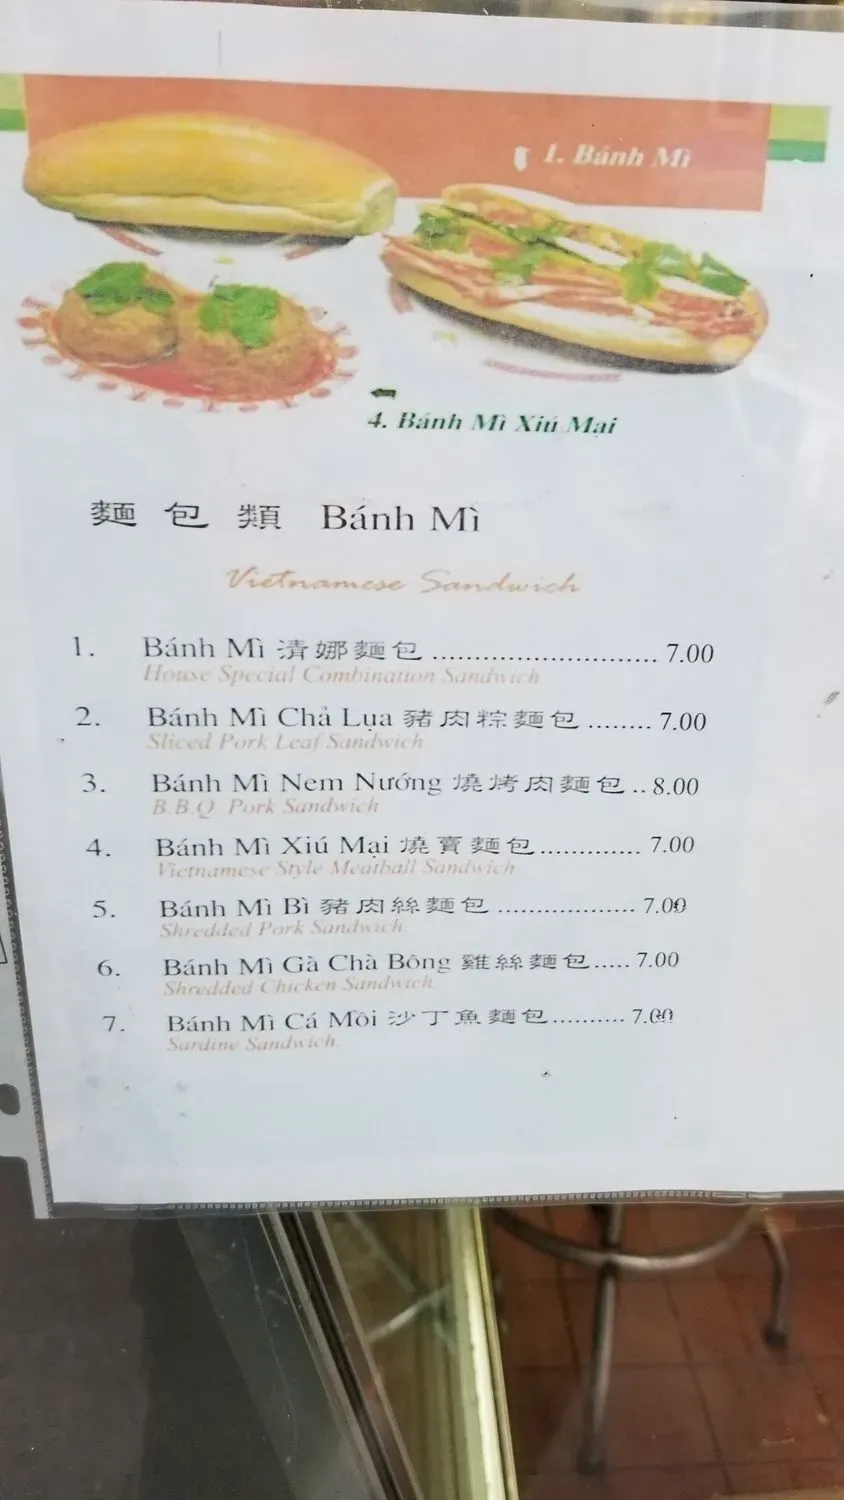 1. Bánh Mì
4. Bánh Mì Xiú Mại
麵 包 類 Bánh Mì
Vietnamese Sandwich
1. Bánh Mì 清娜麵包 ........................... 7.00
House Special Combination Sandwich
2. Bánh Mì Chả Lụa 豬肉粽麵包 ........ 7.00
Sliced Pork Leaf Sandwich
3. Bánh Mì Nem Nướng 燒烤肉麵包 .. 8.00
B.B.Q. Pork Sandwich
4. Bánh Mì Xiú Mại 燒賣麵包 ............ 7.00
Vietnamese Style Meatball Sandwich
5. Bánh Mì Bì 豬肉絲麵包 .................. 7.00
Shredded Pork Sandwich
6. Bánh Mì Gà Chà Bông 雞絲麵包 ..... 7.00
Shredded Chicken Sandwich
7. Bánh Mì Cá Mòi 沙丁魚麵包 .......... 7.00
Sardine Sandwich